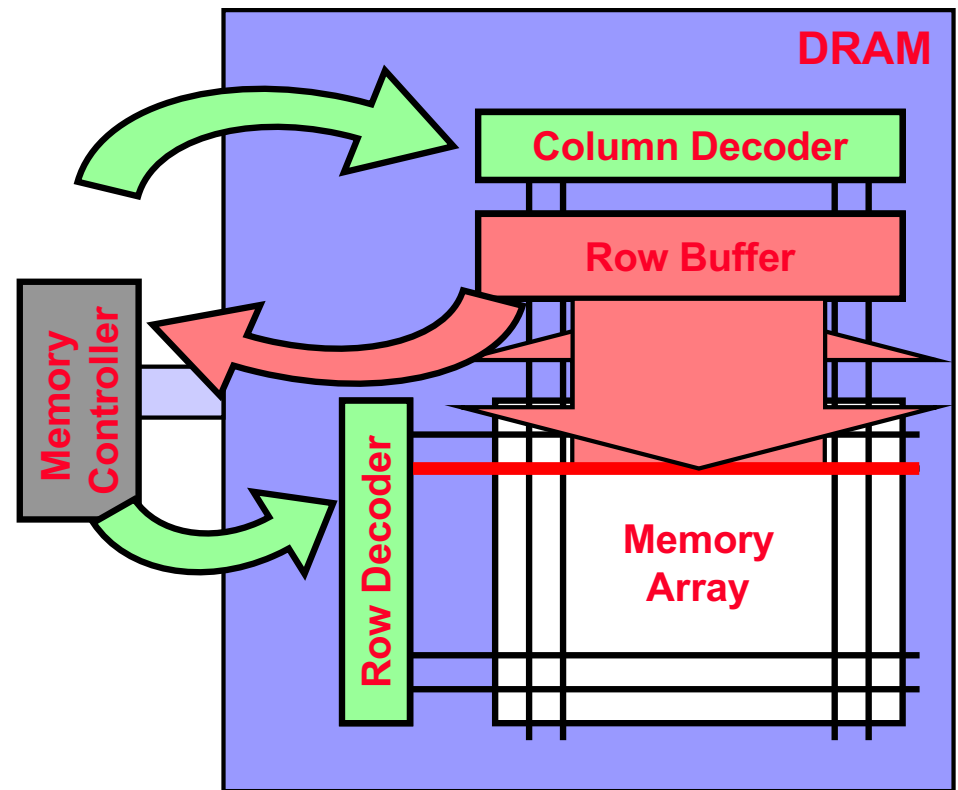 DRAM
Column Decoder
Row Buffer
Memory
Controller
Row Decoder
Memory
Array